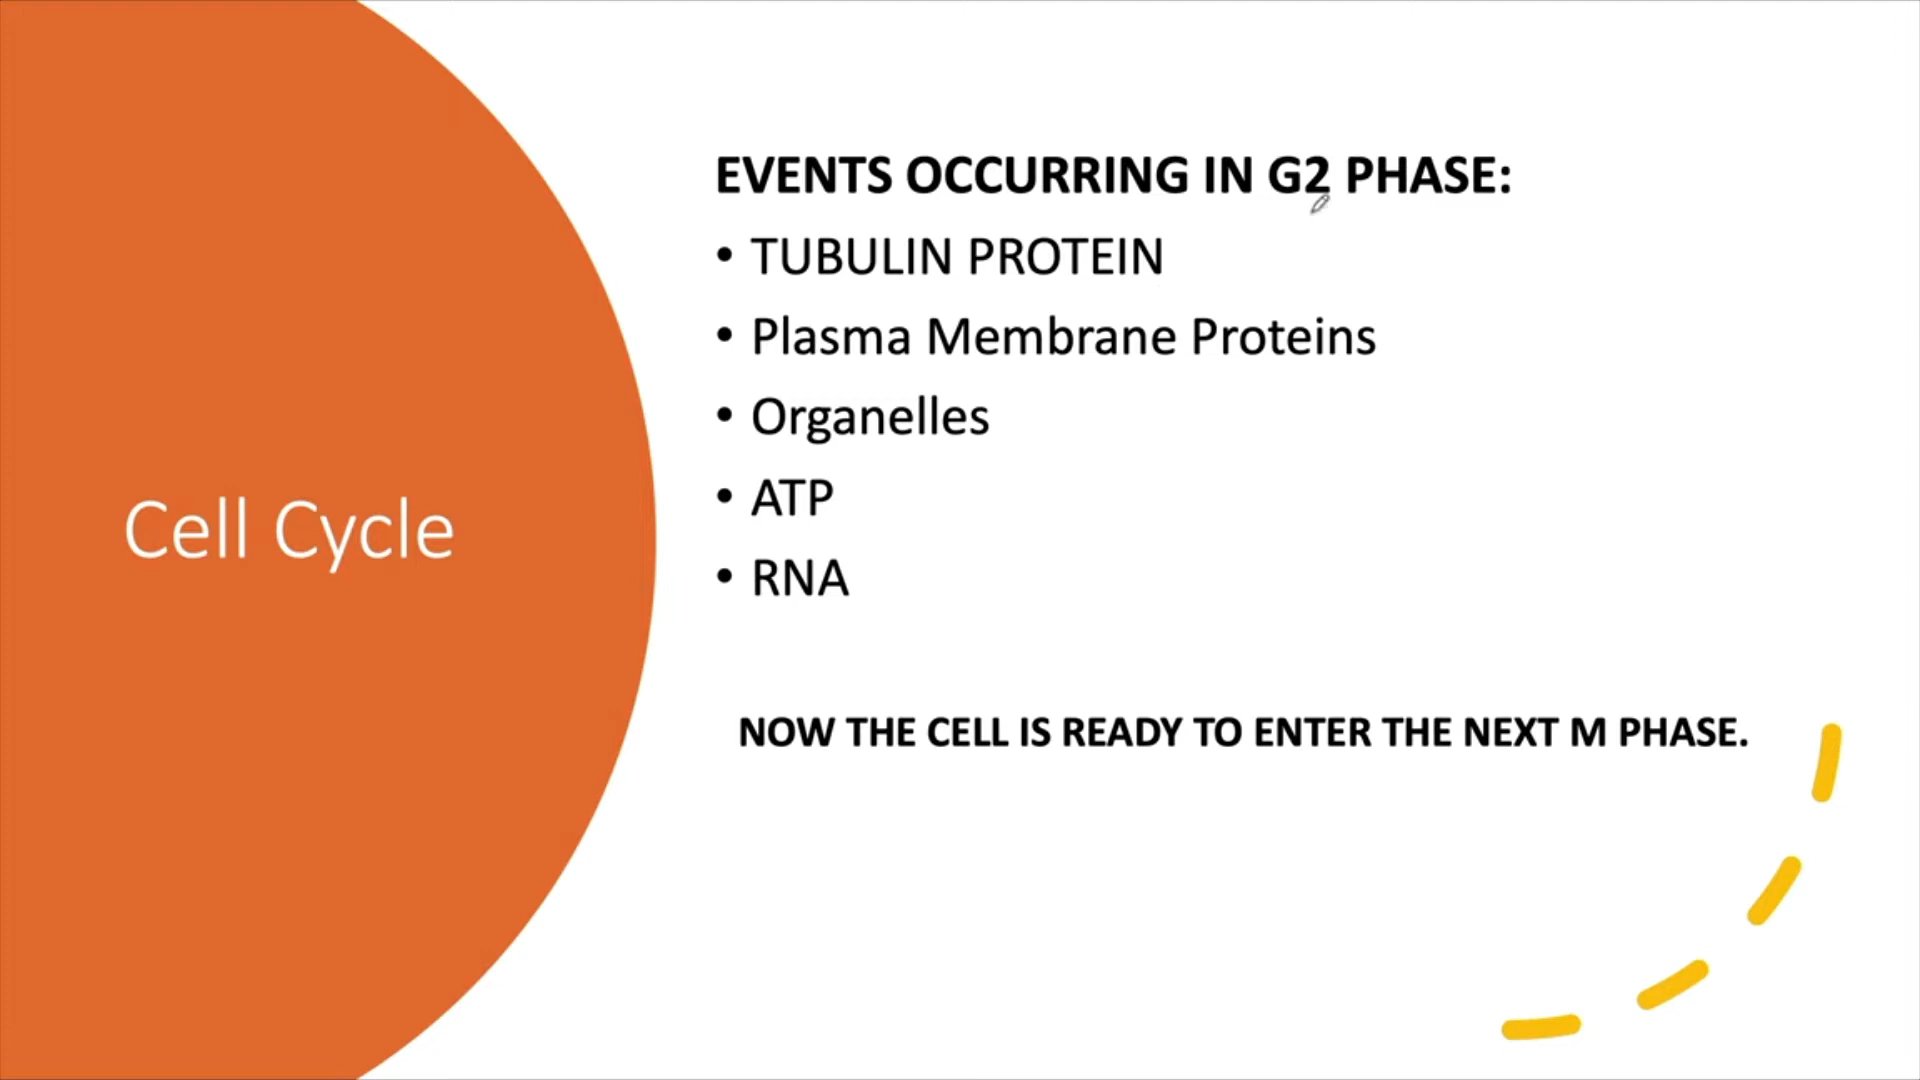 Cell Cycle
EVENTS OCCURRING IN G2 PHASE:
• TUBULIN PROTEIN
• Plasma Membrane Proteins
• Organelles
• ATP
• RNA
NOW THE CELL IS READY TO ENTER THE NEXT M PHASE.